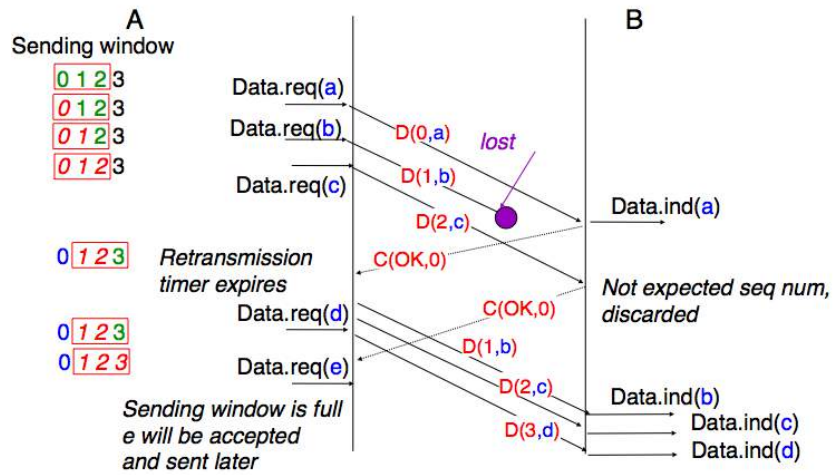 A
B
Sending window
0 1 2 3
0 1 2 3
0 1 2 3
0 1 2 3
Data.req(a)
Data.req(b)
Data.req(c)
D(0,a)
D(1,b)
D(2,c)
lost
Data.ind(a)
0 1 2 3
Retransmission
timer expires
C(OK,0)
Not expected seq num,
discarded
C(OK,0)
0 1 2 3
0 1 2 3
Data.req(d)
Data.req(e)
D(1,b)
D(2,c)
D(3,d)
Data.ind(b)
Data.ind(c)
Data.ind(d)
Sending window is full
e will be accepted
and sent later